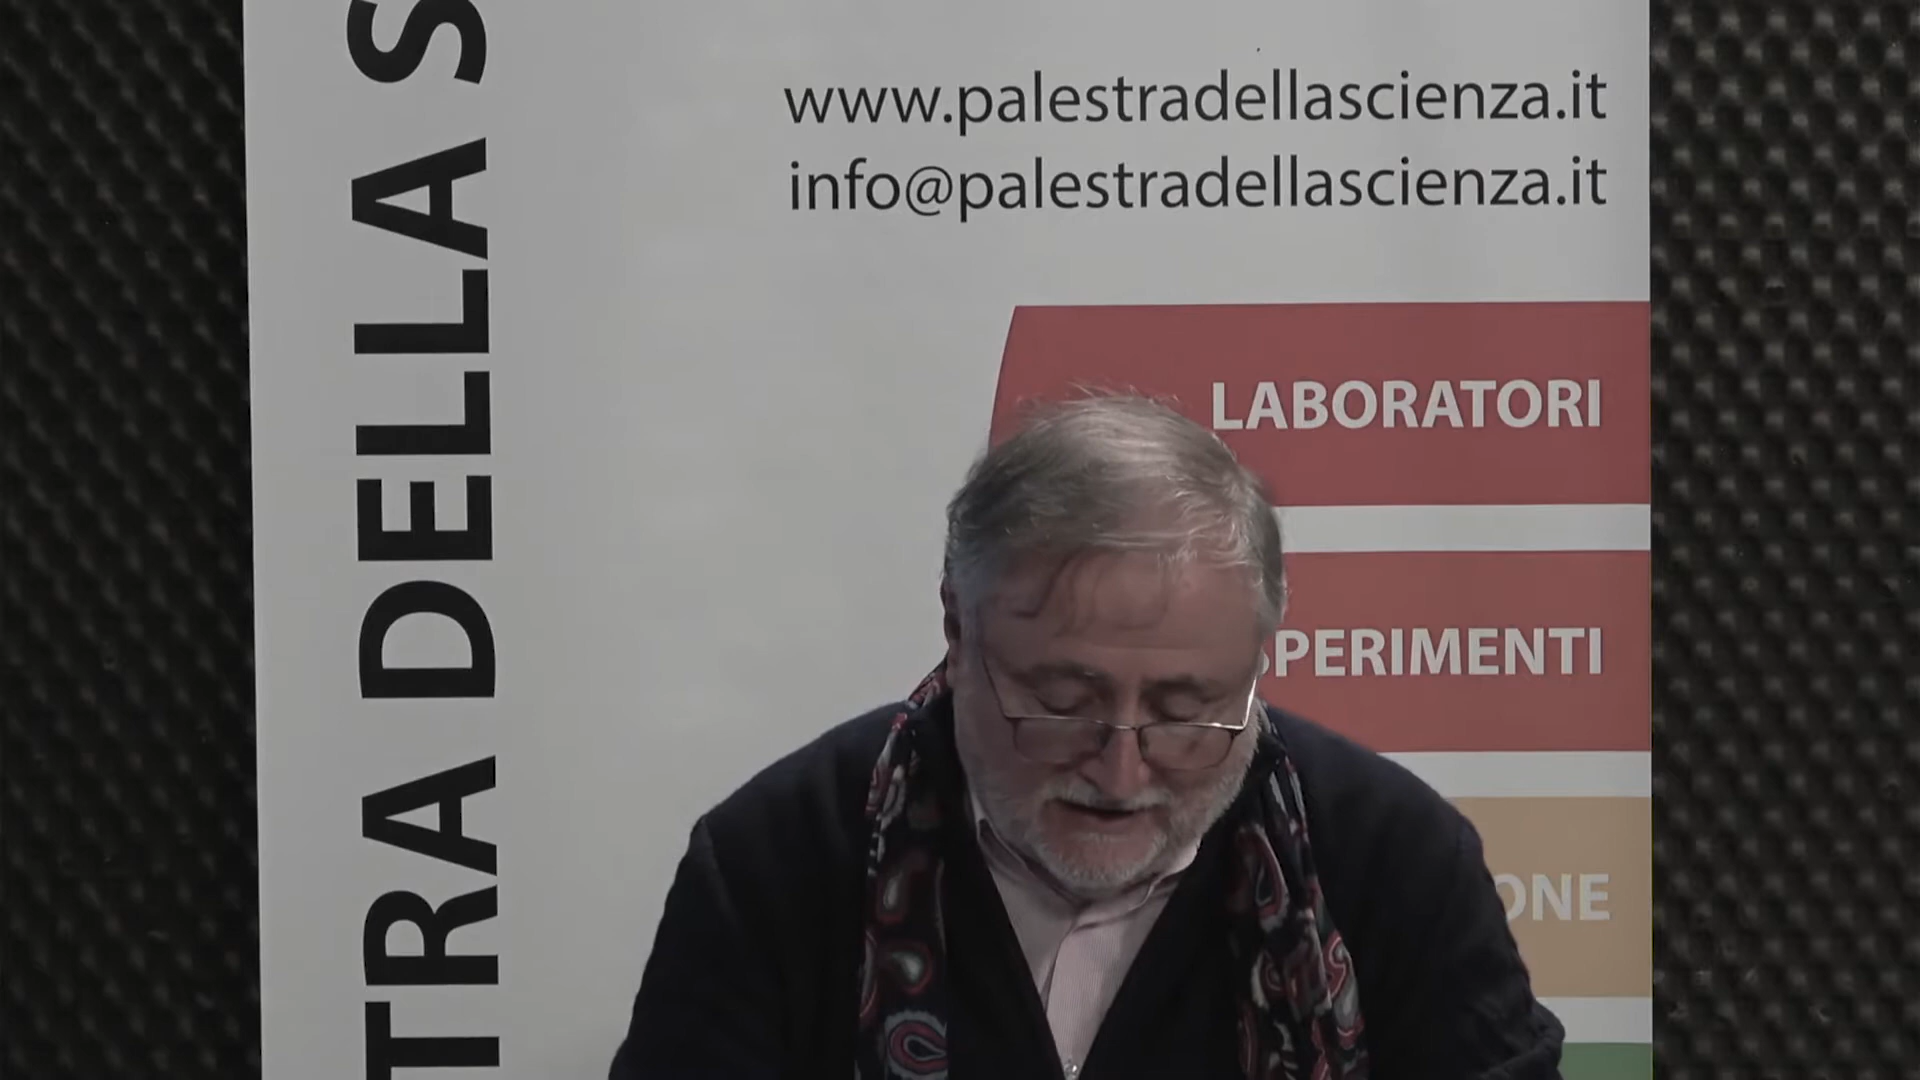 TRA DELLA S
www.palestradellascienza.it
info@palestradellascienza.it
LABORATORI
SPERIMENTI
ONE